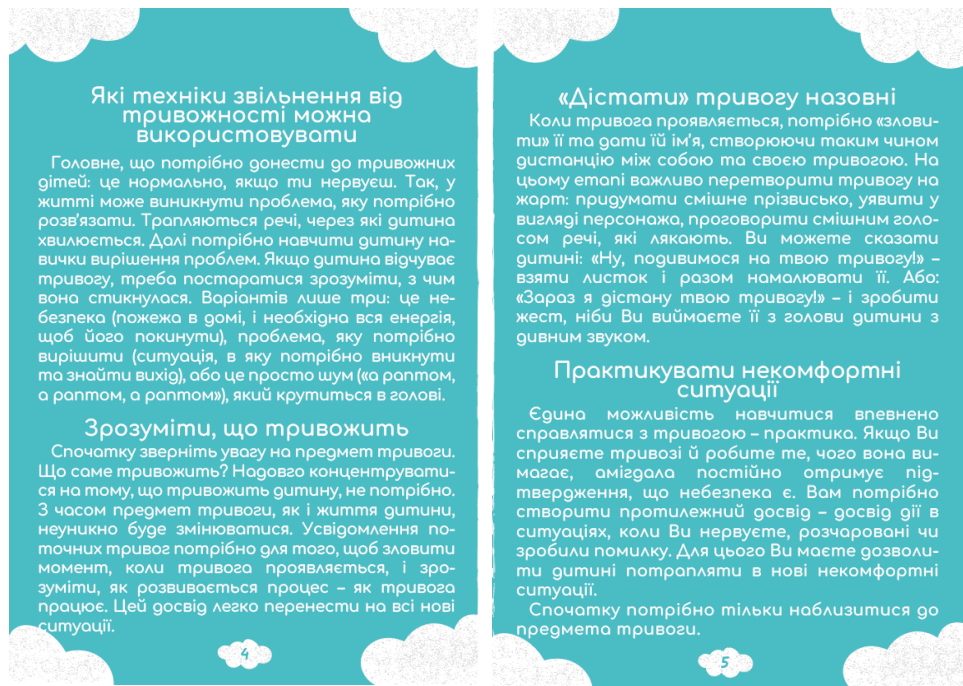 Які техніки звільнення від
тривожності можна
використовувати
Головне, що потрібно донести до тривожних
дітей: це нормально, якщо ти нервуєш. Так, у
житті може виникнути проблема, яку потрібно
розв’язати. Трапляються речі, через які дитина
хвилюється. Далі потрібно навчити дитину на-
вички вирішення проблем. Якщо дитина відчуває
тривогу, треба постаратися зрозуміти, з чим
вона стикнулася. Варіантів лише три: це не-
безпека (пожежа в домі, і необхідна вся енергія,
щоб його покинути), проблема, яку потрібно
вирішити (ситуація, в яку потрібно вникнути
та знайти вихід), або це просто шум («а раптом,
а раптом, а раптом»), який крутиться в голові.
Зрозуміти, що тривожить
Спочатку зверніть увагу на предмет тривоги.
Що саме тривожить? Надовго концентрувати-
ся на тому, що тривожить дитину, не потрібно.
З часом предмет тривоги, як і життя дитини,
неуникно буде змінюватися. Усвідомлення по-
точних тривог потрібно для того, щоб зловити
момент, коли тривога проявляється, і зро-
зуміти, як розвивається процес – як тривога
працює. Цей досвід легко перенести на всі нові
ситуації.
4
«Дістати» тривогу назовні
Коли тривога проявляється, потрібно «злови-
ти» її та дати їй ім’я, створюючи таким чином
дистанцію між собою та своєю тривогою. На
цьому етапі важливо перетворити тривогу на
жарт: придумати смішне прізвисько, уявити у
вигляді персонажа, проговорити смішним голо-
сом речі, які лякають. Ви можете сказати
дитині: «Ну, подивимося на твою тривогу!» –
взяти листок і разом намалювати її. Або:
«Зараз я дістану твою тривогу!» – і зробити
жест, ніби Ви виймаєте її з голови дитини з
дивним звуком.
Практикувати некомфортні
ситуації
Єдина можливість навчитися впевнено
справлятися з тривогою – практика. Якщо Ви
сприяєте тривозі й робите те, чого вона ви-
магає, амігдала постійно отримує під-
твердження, що небезпека є. Вам потрібно
створити протилежний досвід – досвід дії в
ситуаціях, коли Ви нервуєте, розчаровані чи
зробили помилку. Для цього Ви маєте дозволи-
ти дитині потрапляти в нові некомфортні
ситуації.
Спочатку потрібно тільки наблизитися до
предмета тривоги.
5